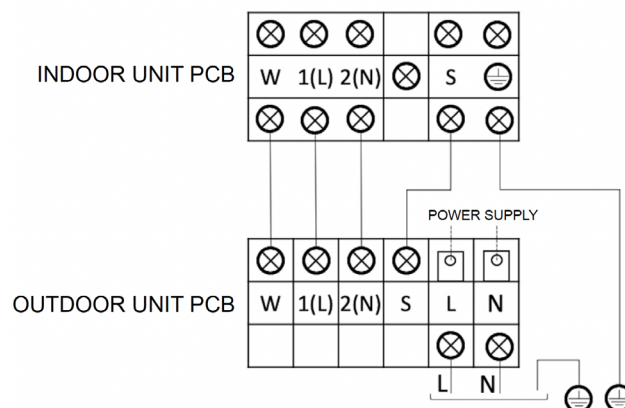 INDOOR UNIT PCB
W 1(L) 2(N) S
POWER SUPPLY
OUTDOOR UNIT PCB
W 1(L) 2(N) S L N
L N